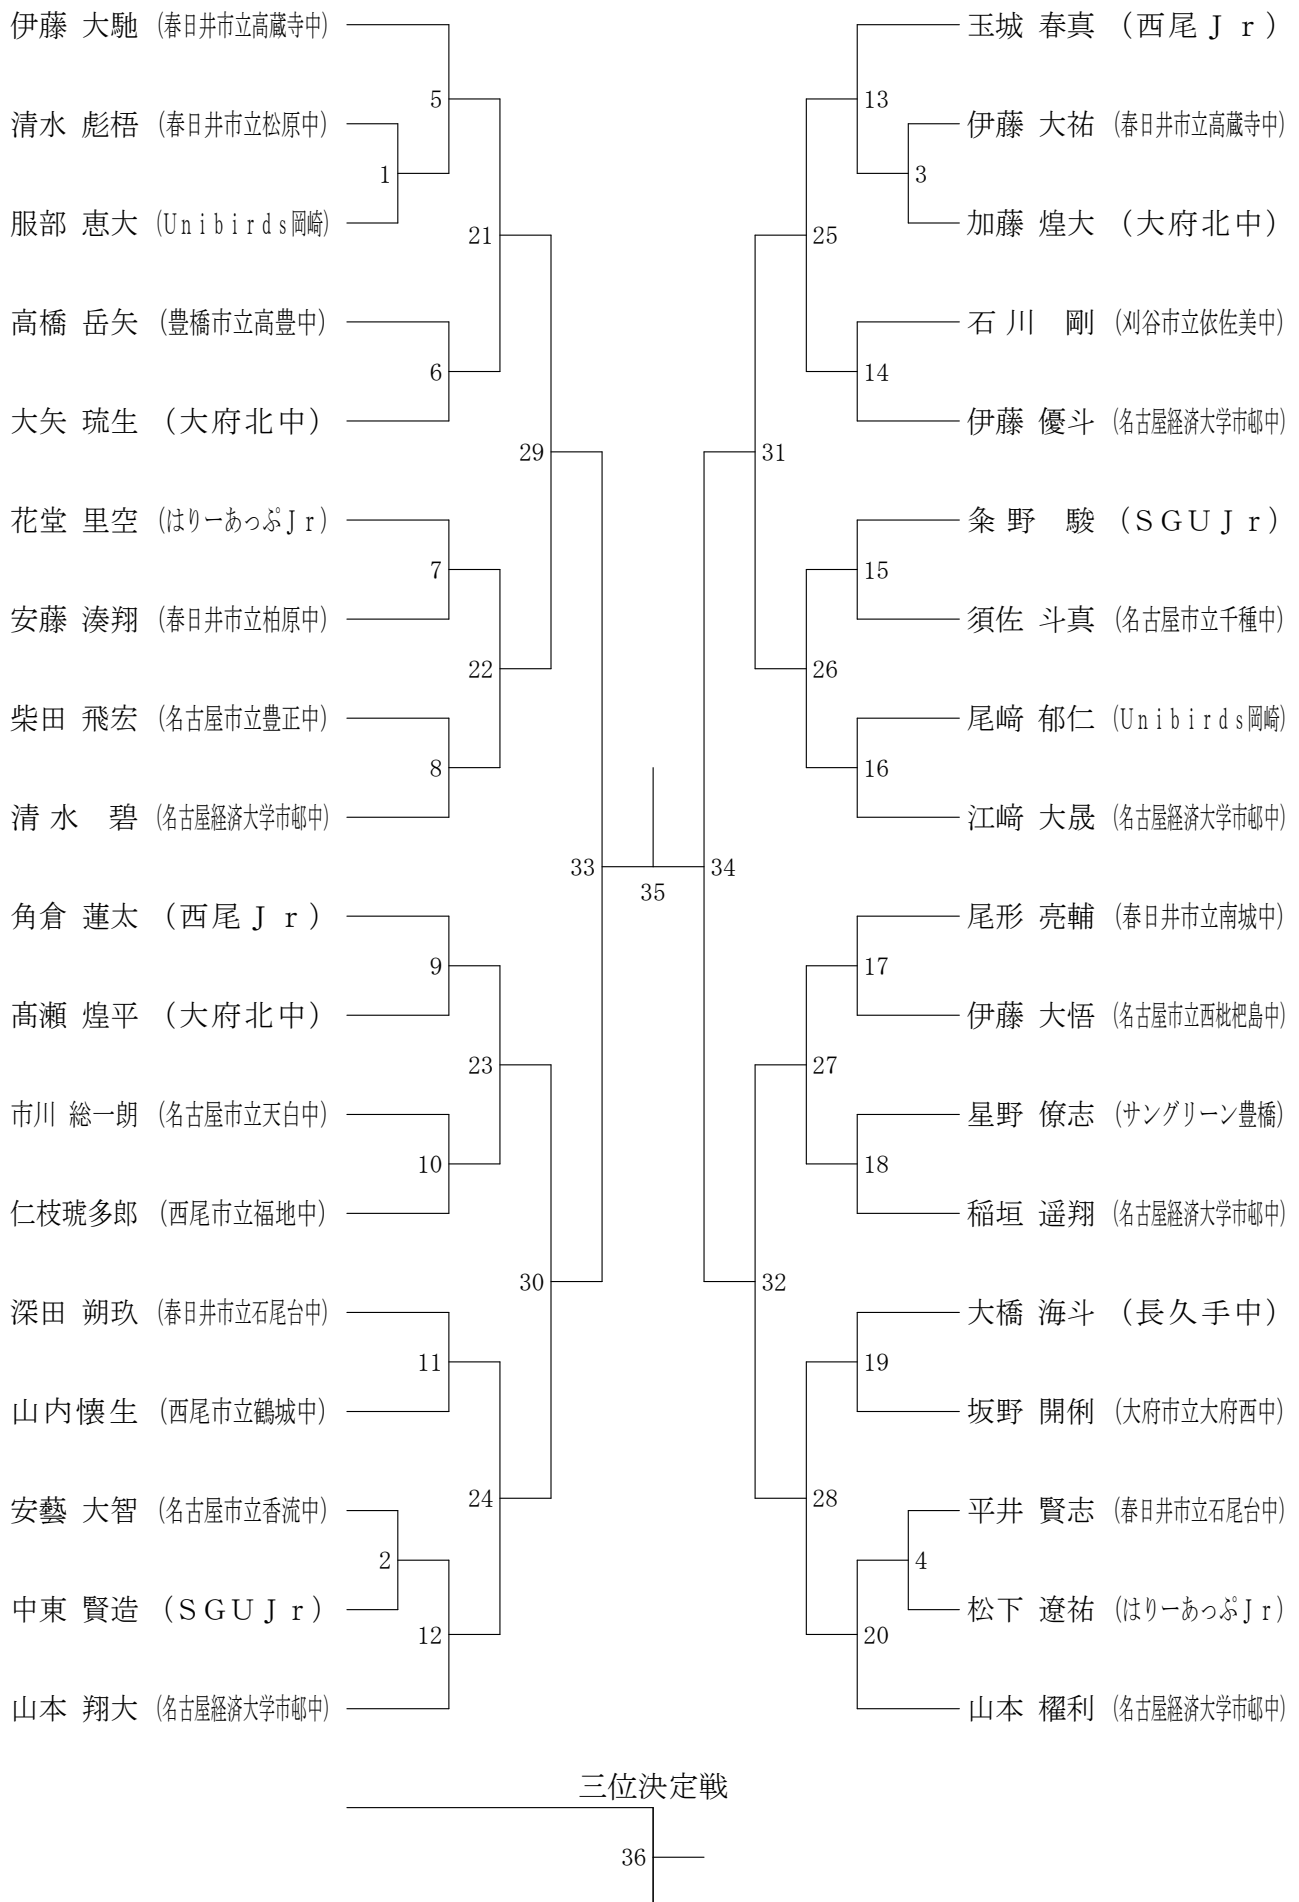 伊藤 大馳 (春日井市立高蔵寺中)
清水 彪梧 (春日井市立松原中)
服部 恵大 (Ｕｎｉｂｉｒｄｓ岡崎)
高橋 岳矢 (豊橋市立高豊中)
大矢 琉生 (大府北中)
花堂 里空 (はりーあっぷＪｒ)
安藤 湊翔 (春日井市立柏原中)
柴田 飛宏 (名古屋市立豊正中)
清水 碧 (名古屋経済大学市邨中)
角倉 蓮太 (西尾Ｊｒ)
髙瀬 煌平 (大府北中)
市川 総一朗 (名古屋市立天白中)
仁枝琥多郎 (西尾市立福地中)
深田 朔玖 (春日井市立石尾台中)
山内懐生 (西尾市立鶴城中)
安藝 大智 (名古屋市立香流中)
中東 賢造 (ＳＧＵＪｒ)
山本 翔大 (名古屋経済大学市邨中)
5
1
21
6
29
7
22
8
33
9
23
10
30
11
24
2
12
35
玉城 春真 (西尾Ｊｒ)
伊藤 大祐 (春日井市立高蔵寺中)
加藤 煌大 (大府北中)
石川 剛 (刈谷市立依佐美中)
伊藤 優斗 (名古屋経済大学市邨中)
粂野 駿 (ＳＧＵＪｒ)
須佐 斗真 (名古屋市立千種中)
尾﨑 郁仁 (Ｕｎｉｂｉｒｄｓ岡崎)
江﨑 大晟 (名古屋経済大学市邨中)
尾形 亮輔 (春日井市立南城中)
伊藤 大悟 (名古屋市立西枇杷島中)
星野 僚志 (サングリーン豊橋)
稲垣 遥翔 (名古屋経済大学市邨中)
大橋 海斗 (長久手中)
坂野 開俐 (大府市立大府西中)
平井 賢志 (春日井市立石尾台中)
松下 遼祐 (はりーあっぷＪｒ)
山本 櫂利 (名古屋経済大学市邨中)
13
3
25
14
31
15
26
16
34
17
27
18
32
19
28
4
20
三位決定戦
36